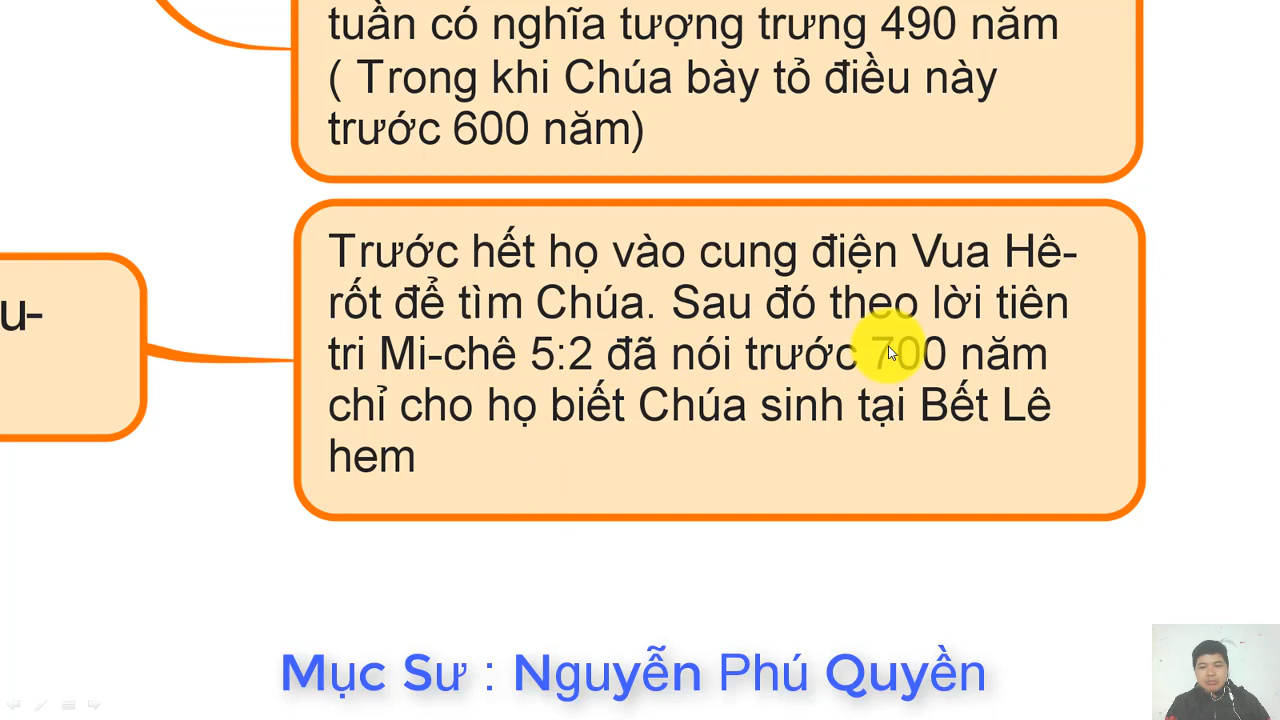 tuần có nghĩa tượng trưng 490 năm
( Trong khi Chúa bày tỏ điều này
trước 600 năm)
u-
Trước hết họ vào cung điện Vua Hê-
rốt để tìm Chúa. Sau đó theo lời tiên
tri Mi-chê 5:2 đã nói trước 700 năm
chỉ cho họ biết Chúa sinh tại Bết Lê
hem
Mục Sư : Nguyễn Phú Quyền